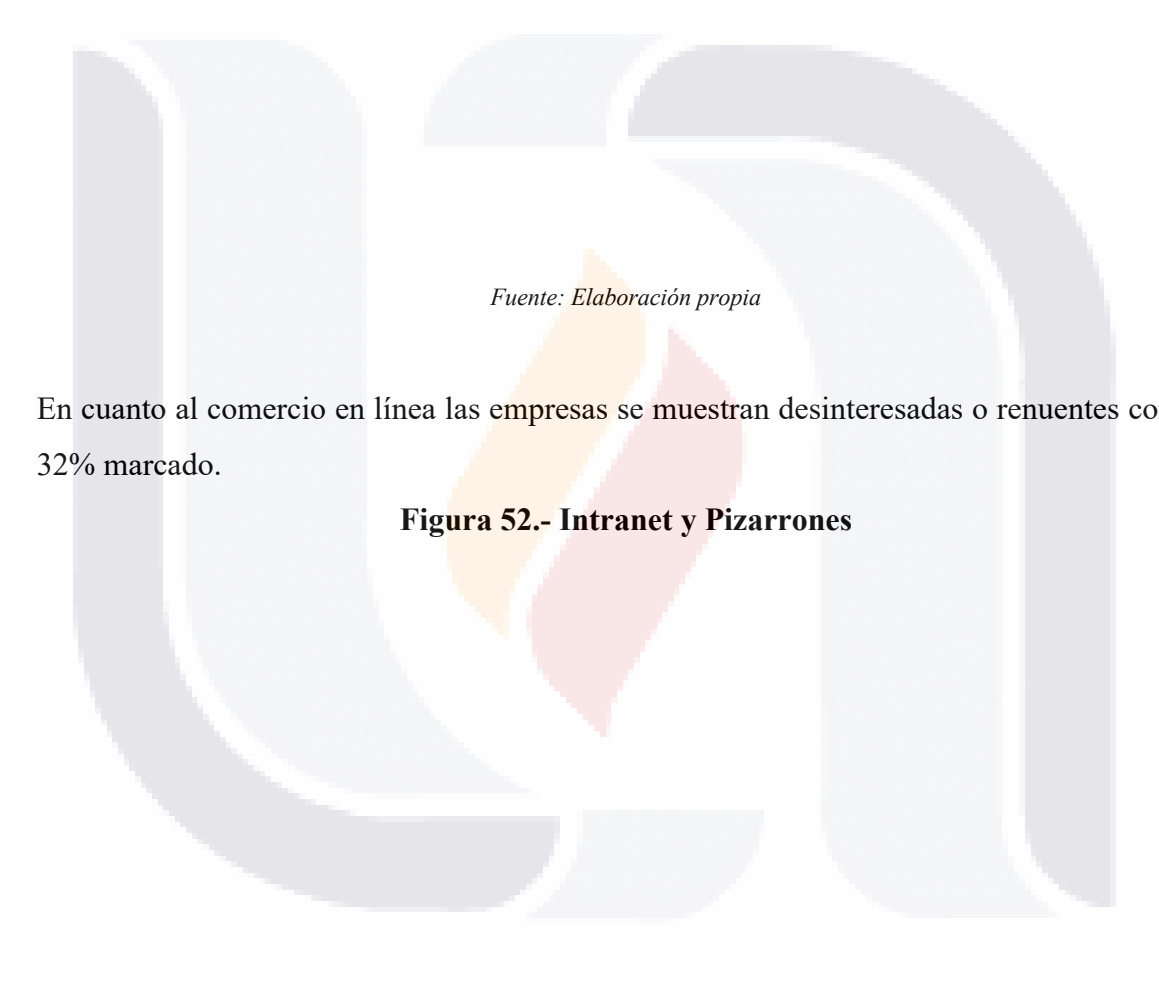 Fuente: Elaboración propia
En cuanto al comercio en línea las empresas se muestran desinteresadas o renuentes co
32% marcado.
Figura 52.- Intranet y Pizarrones